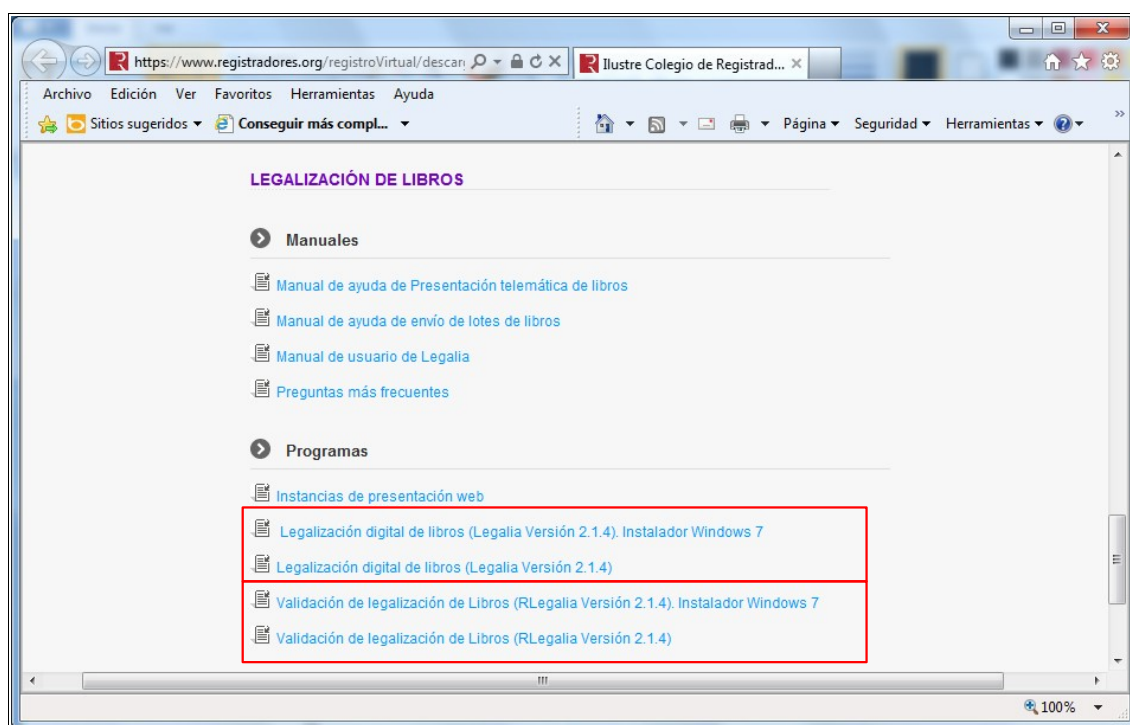 https://www.registradores.org/registroVirtual/descar
Ilustre Colegio de Registrad...
Archivo Edición Ver Favoritos Herramientas Ayuda
Sitios sugeridos Conseguir más compl... Página Seguridad Herramientas
LEGALIZACIÓN DE LIBROS
Manuales
Manual de ayuda de Presentación telemática de libros
Manual de ayuda de envío de lotes de libros
Manual de usuario de Legalia
Preguntas más frecuentes
Programas
Instancias de presentación web
Legalización digital de libros (Legalia Versión 2.1.4). Instalador Windows 7
Legalización digital de libros (Legalia Versión 2.1.4)
Validación de legalización de Libros (RLegalia Versión 2.1.4). Instalador Windows 7
Validación de legalización de Libros (RLegalia Versión 2.1.4)
100%